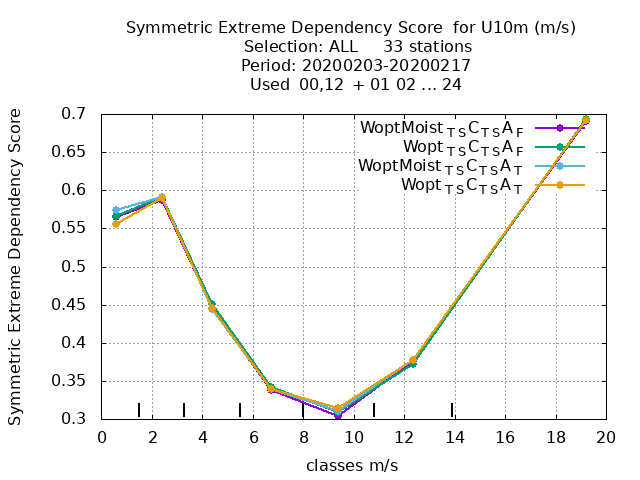 Symmetric Extreme Dependency Score  for U10m (m/s)
Selection: ALL     33 stations
Period: 20200203-20200217
Used  00,12  + 01 02 ... 24
Symmetric Extreme Dependency Score
0.7
0.65
0.6
0.55
0.5
0.45
0.4
0.35
0.3
WoptMoist TS C TS A F
Wopt TS C TS A F
WoptMoist TS C TS A T
Wopt TS C TS A T
0 2 4 6 8 10 12 14 16 18 20
classes m/s